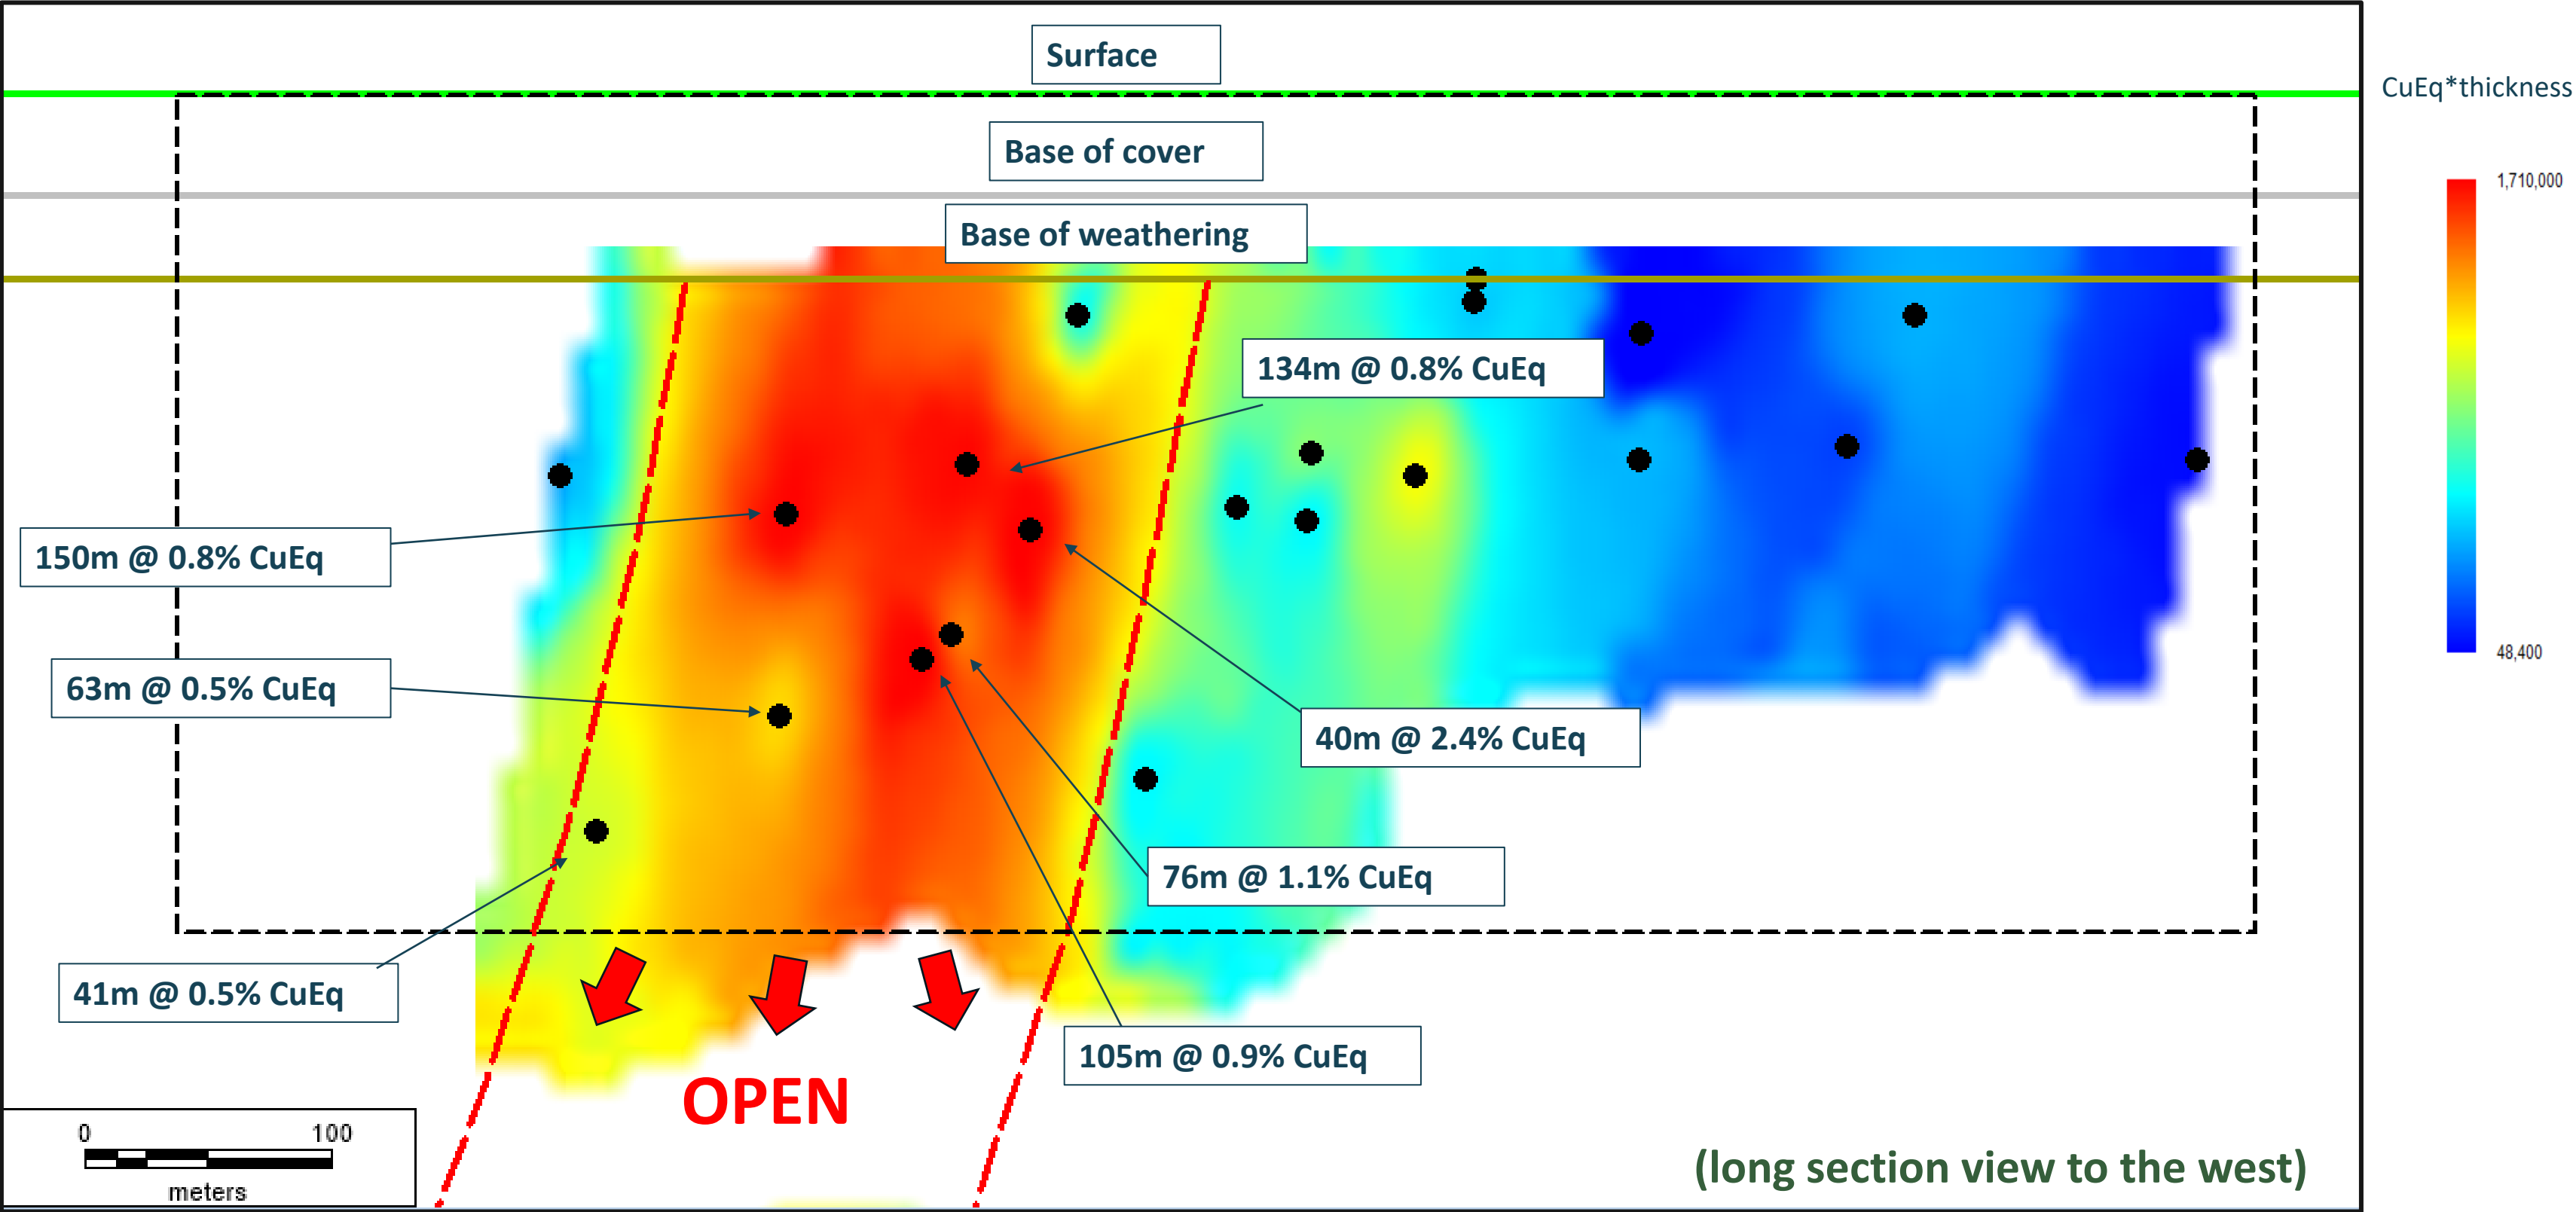 Surface
CuEq*thickness
Base of cover
1,710,000
Base of weathering
134m @ 0.8% CuEq
150m @ 0.8% CuEq
48,400
63m @ 0.5% CuEq
40m @ 2.4% CuEq
76m @ 1.1% CuEq
41m @ 0.5% CuEq
105m @ 0.9% CuEq
OPEN
0 100
meters
(long section view to the west)